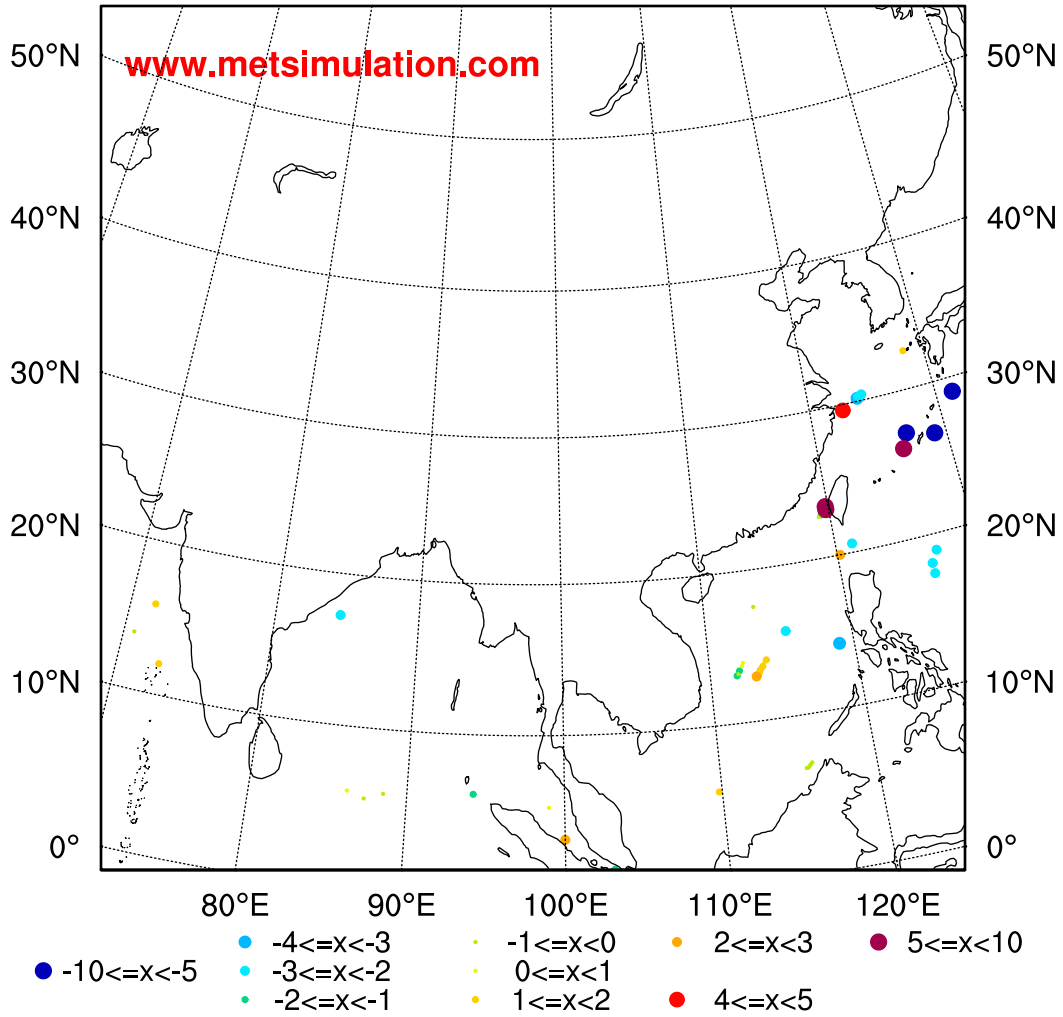 50°N 50°N
www.metsimulation.com
40°N 40°N
30°N 30°N
20°N 20°N
10°N 10°N
0° 0°
80°E 90°E 100°E 110°E 120°E
-4<=x<-3 -1<=x<0 2<=x<3 5<=x<10
-10<=x<-5 -3<=x<-2 0<=x<1
-2<=x<-1 1<=x<2 4<=x<5